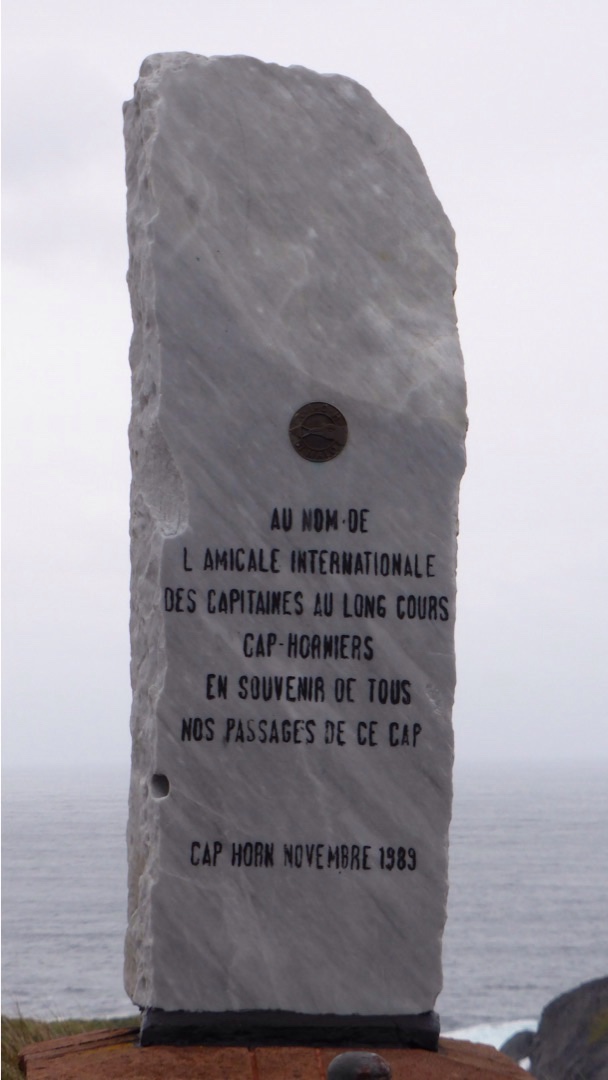 AU NOM·DE
L AMICALE INTERNATIONALE
DES CAPITAINES AU LONG COURS
CAP-HORNIERS
EN SOUVENIR DE TOUS
NOS PASSAGES DE CE CAP
CAP HORN NOVEMBRE 1989